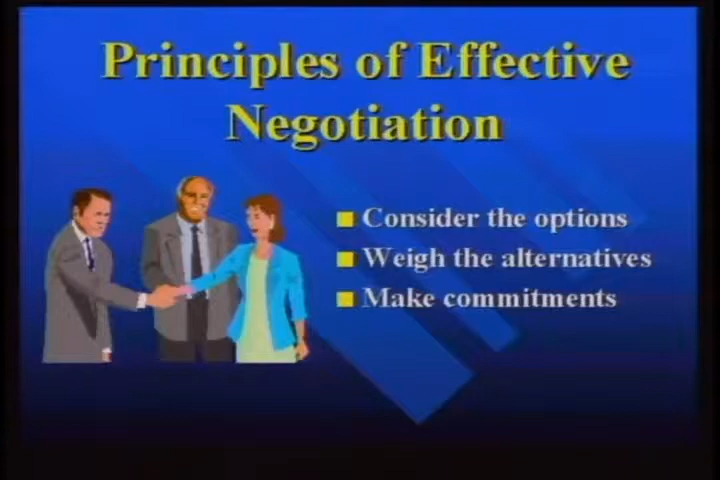 Principles of Effective
Negotiation
Consider the options
Weigh the alternatives
Make commitments